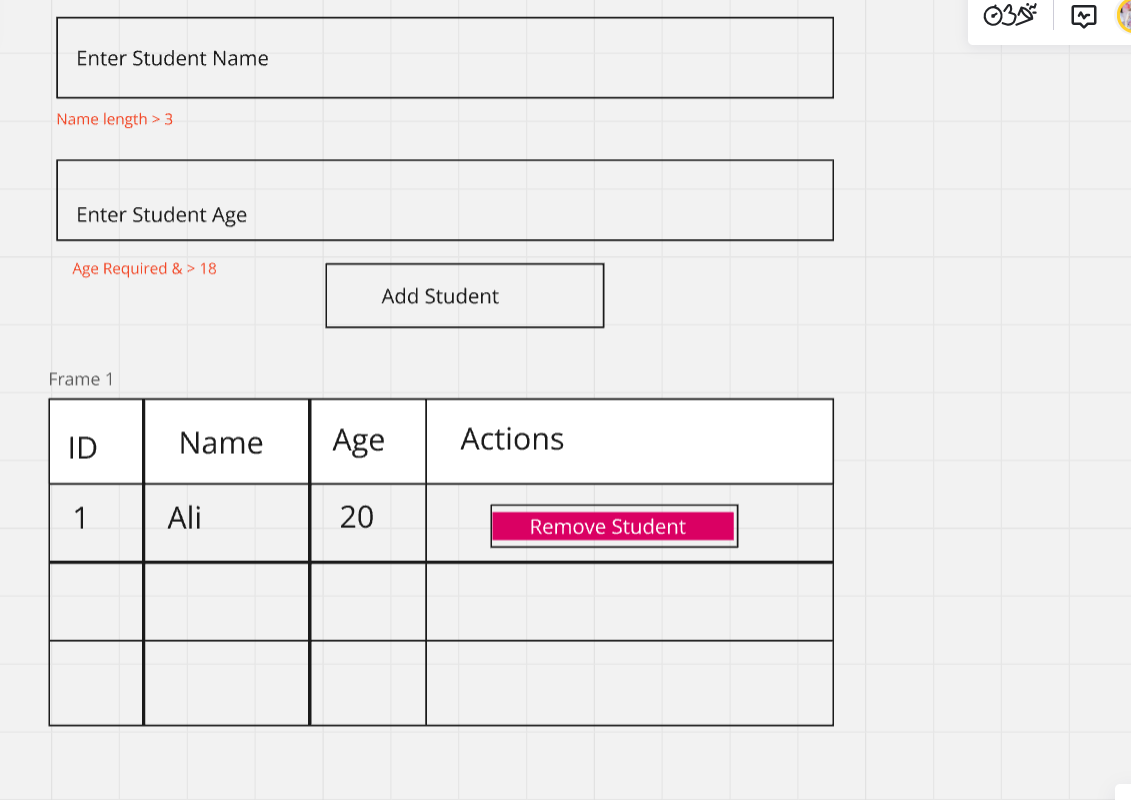 Enter Student Name
Name length > 3
Enter Student Age
Age Required & > 18
Add Student
Frame 1
ID Name Age Actions
1 Ali 20 Remove Student